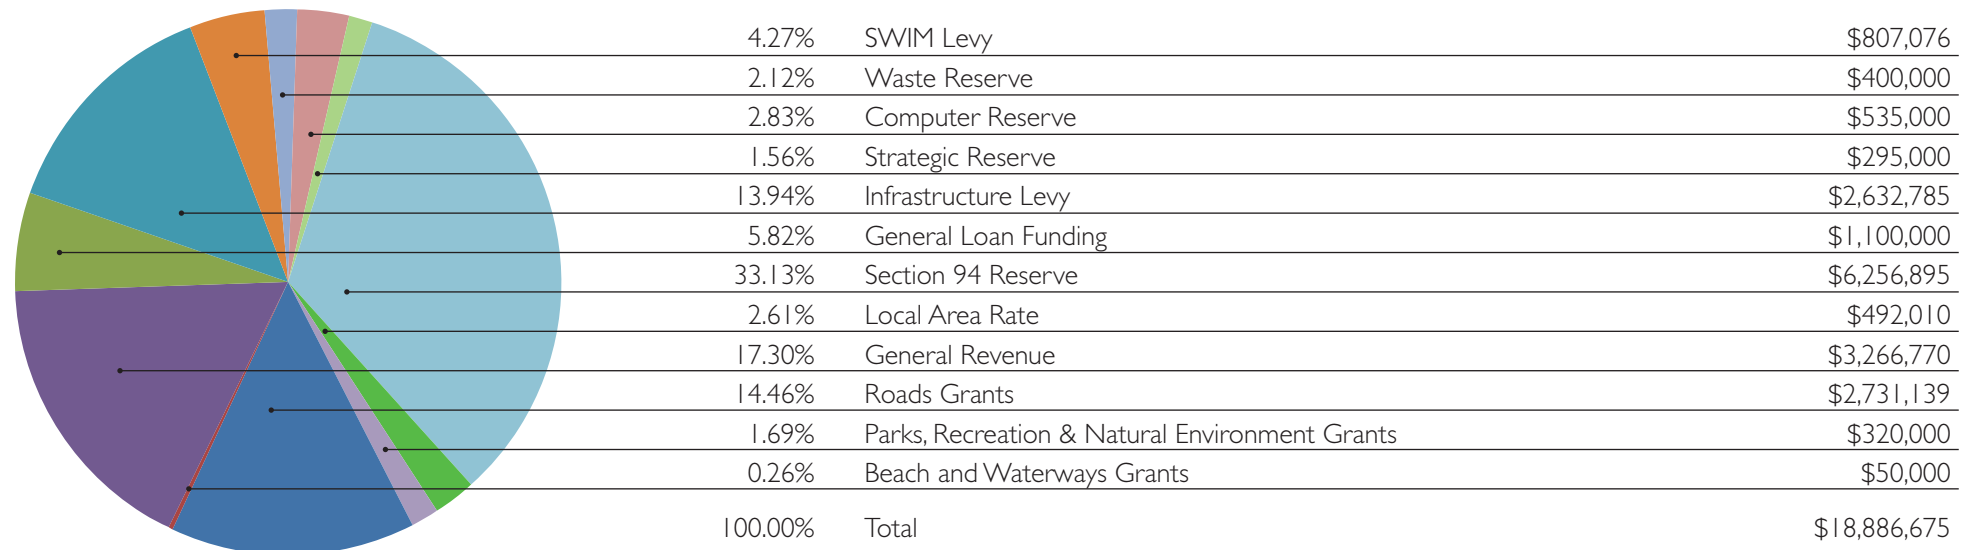 4.27% SWIM Levy $807,076
2.12% Waste Reserve $400,000
2.83% Computer Reserve $535,000
1.56% Strategic Reserve $295,000
13.94% Infrastructure Levy $2,632,785
5.82% General Loan Funding $1,100,000
33.13% Section 94 Reserve $6,256,895
2.61% Local Area Rate $492,010
17.30% General Revenue $3,266,770
14.46% Roads Grants $2,731,139
1.69% Parks, Recreation & Natural Environment Grants $320,000
0.26% Beach and Waterways Grants $50,000
100.00% Total $18,886,675